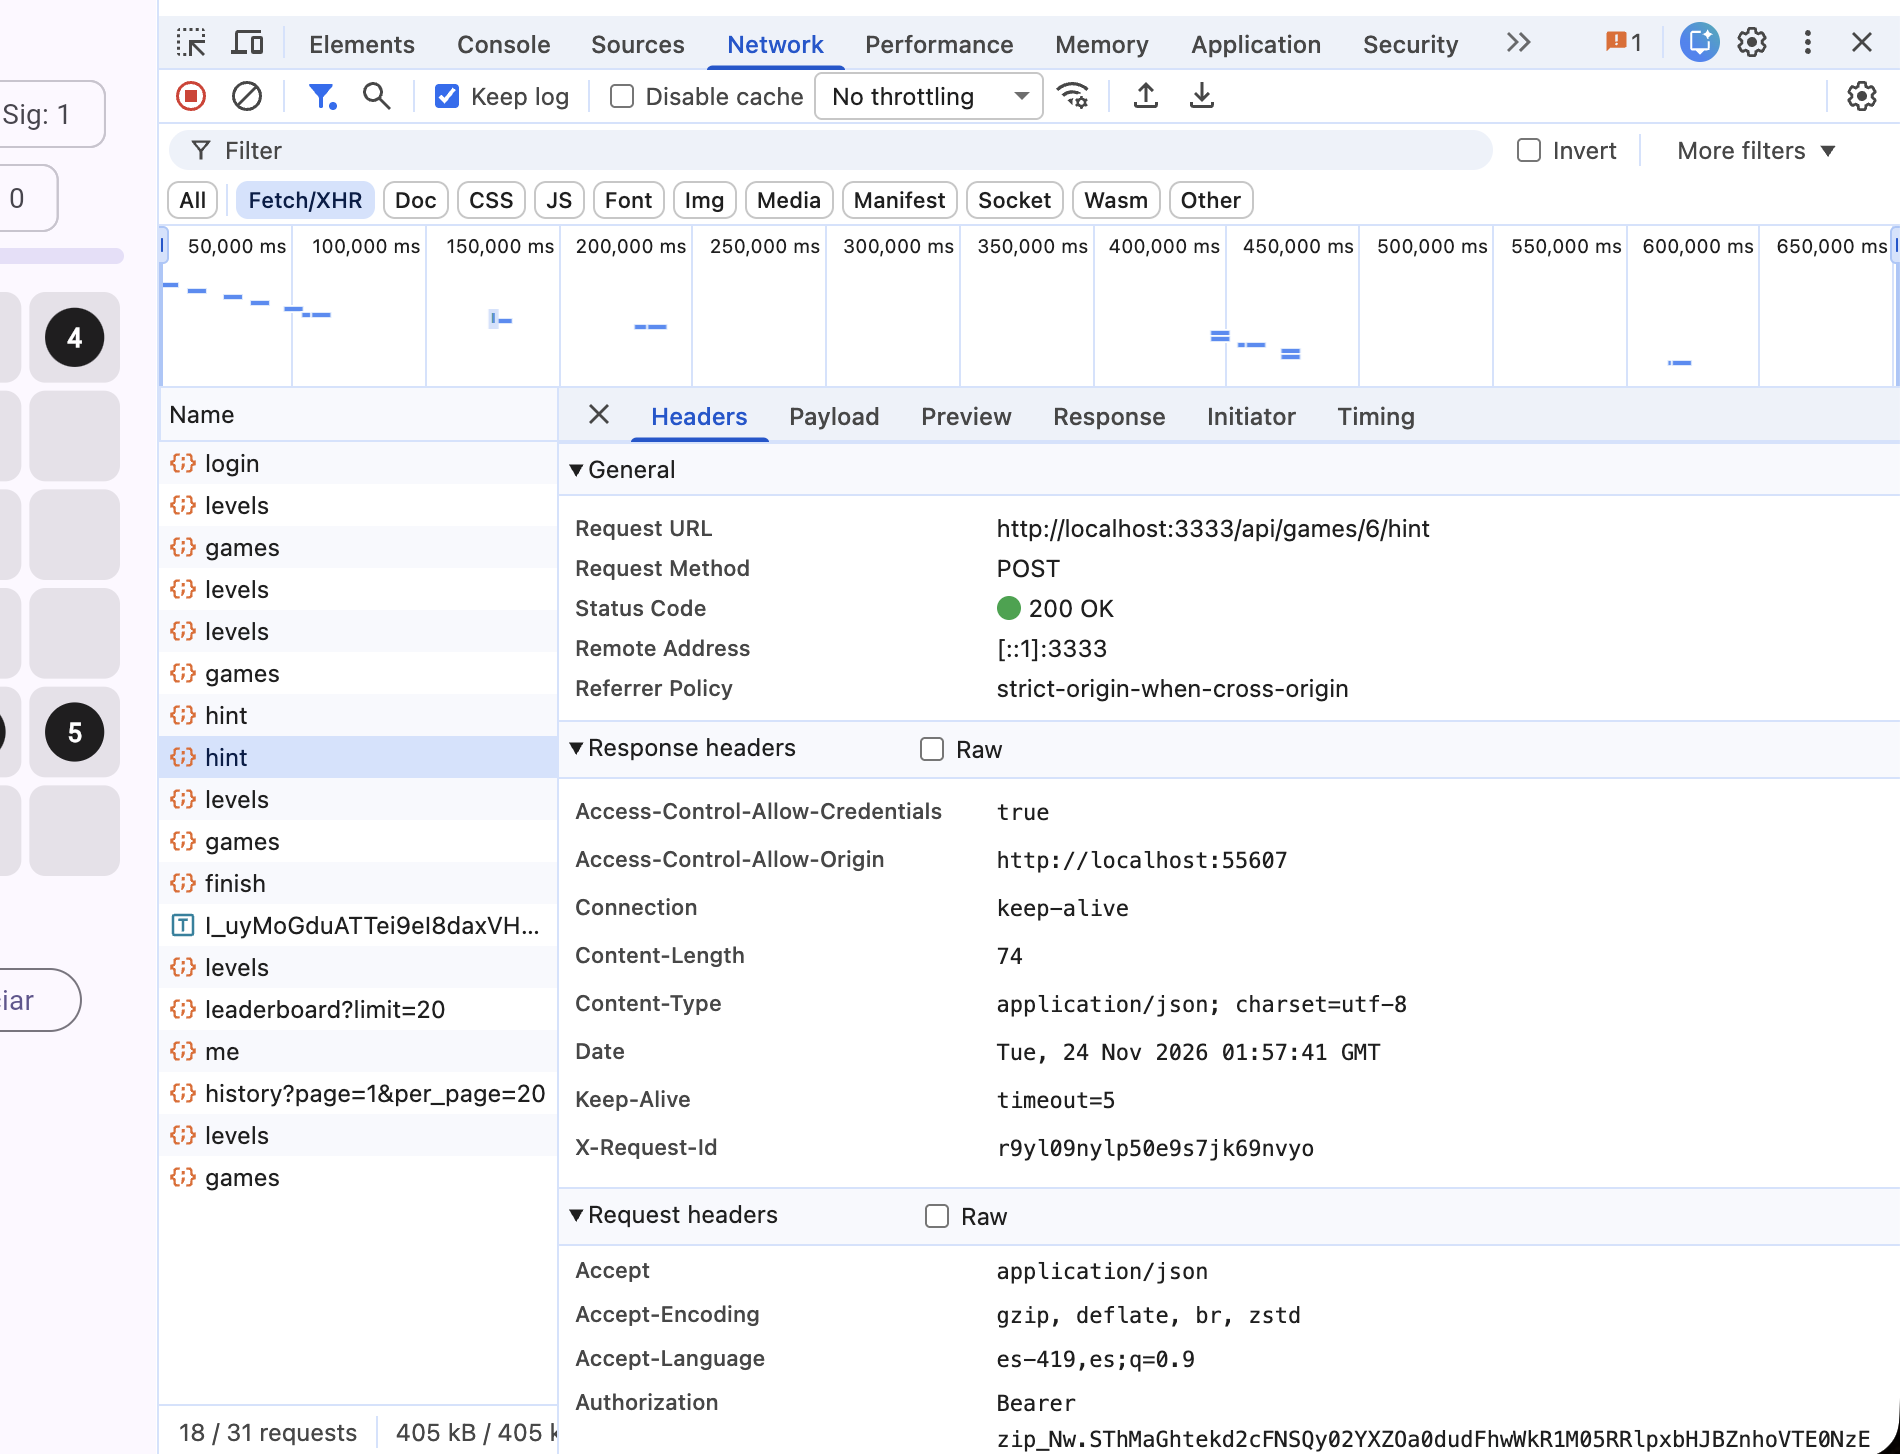 Elements Console Sources Network Performance Memory Application Security 1
Keep log Disable cache No throttling
Filter Invert More filters
All Fetch/XHR Doc CSS JS Font Img Media Manifest Socket Wasm Other
50,000 ms 100,000 ms 150,000 ms 200,000 ms 250,000 ms 300,000 ms 350,000 ms 400,000 ms 450,000 ms 500,000 ms 550,000 ms 600,000 ms 650,000 ms
Sig: 1
0
4
5
iar
Name
login
levels
games
levels
levels
games
hint
hint
levels
games
finish
I_uyMoGduATTei9eI8daxVH...
levels
leaderboard?limit=20
me
history?page=1&per_page=20
levels
games
18 / 31 requests 405 kB / 405 k
Headers Payload Preview Response Initiator Timing
General
Request URL http://localhost:3333/api/games/6/hint
Request Method POST
Status Code 200 OK
Remote Address [::1]:3333
Referrer Policy strict-origin-when-cross-origin
Response headers Raw
Access-Control-Allow-Credentials true
Access-Control-Allow-Origin http://localhost:55607
Connection keep-alive
Content-Length 74
Content-Type application/json; charset=utf-8
Date Tue, 24 Nov 2026 01:57:41 GMT
Keep-Alive timeout=5
X-Request-Id r9yl09nylp50e9s7jk69nvyo
Request headers Raw
Accept application/json
Accept-Encoding gzip, deflate, br, zstd
Accept-Language es-419,es;q=0.9
Authorization Bearer
zip_Nw.SThMaGhtekd2cFNSQy02YXZOa0dudFhwWkR1M05RRlpxbHJBZnhoVTE0NzE